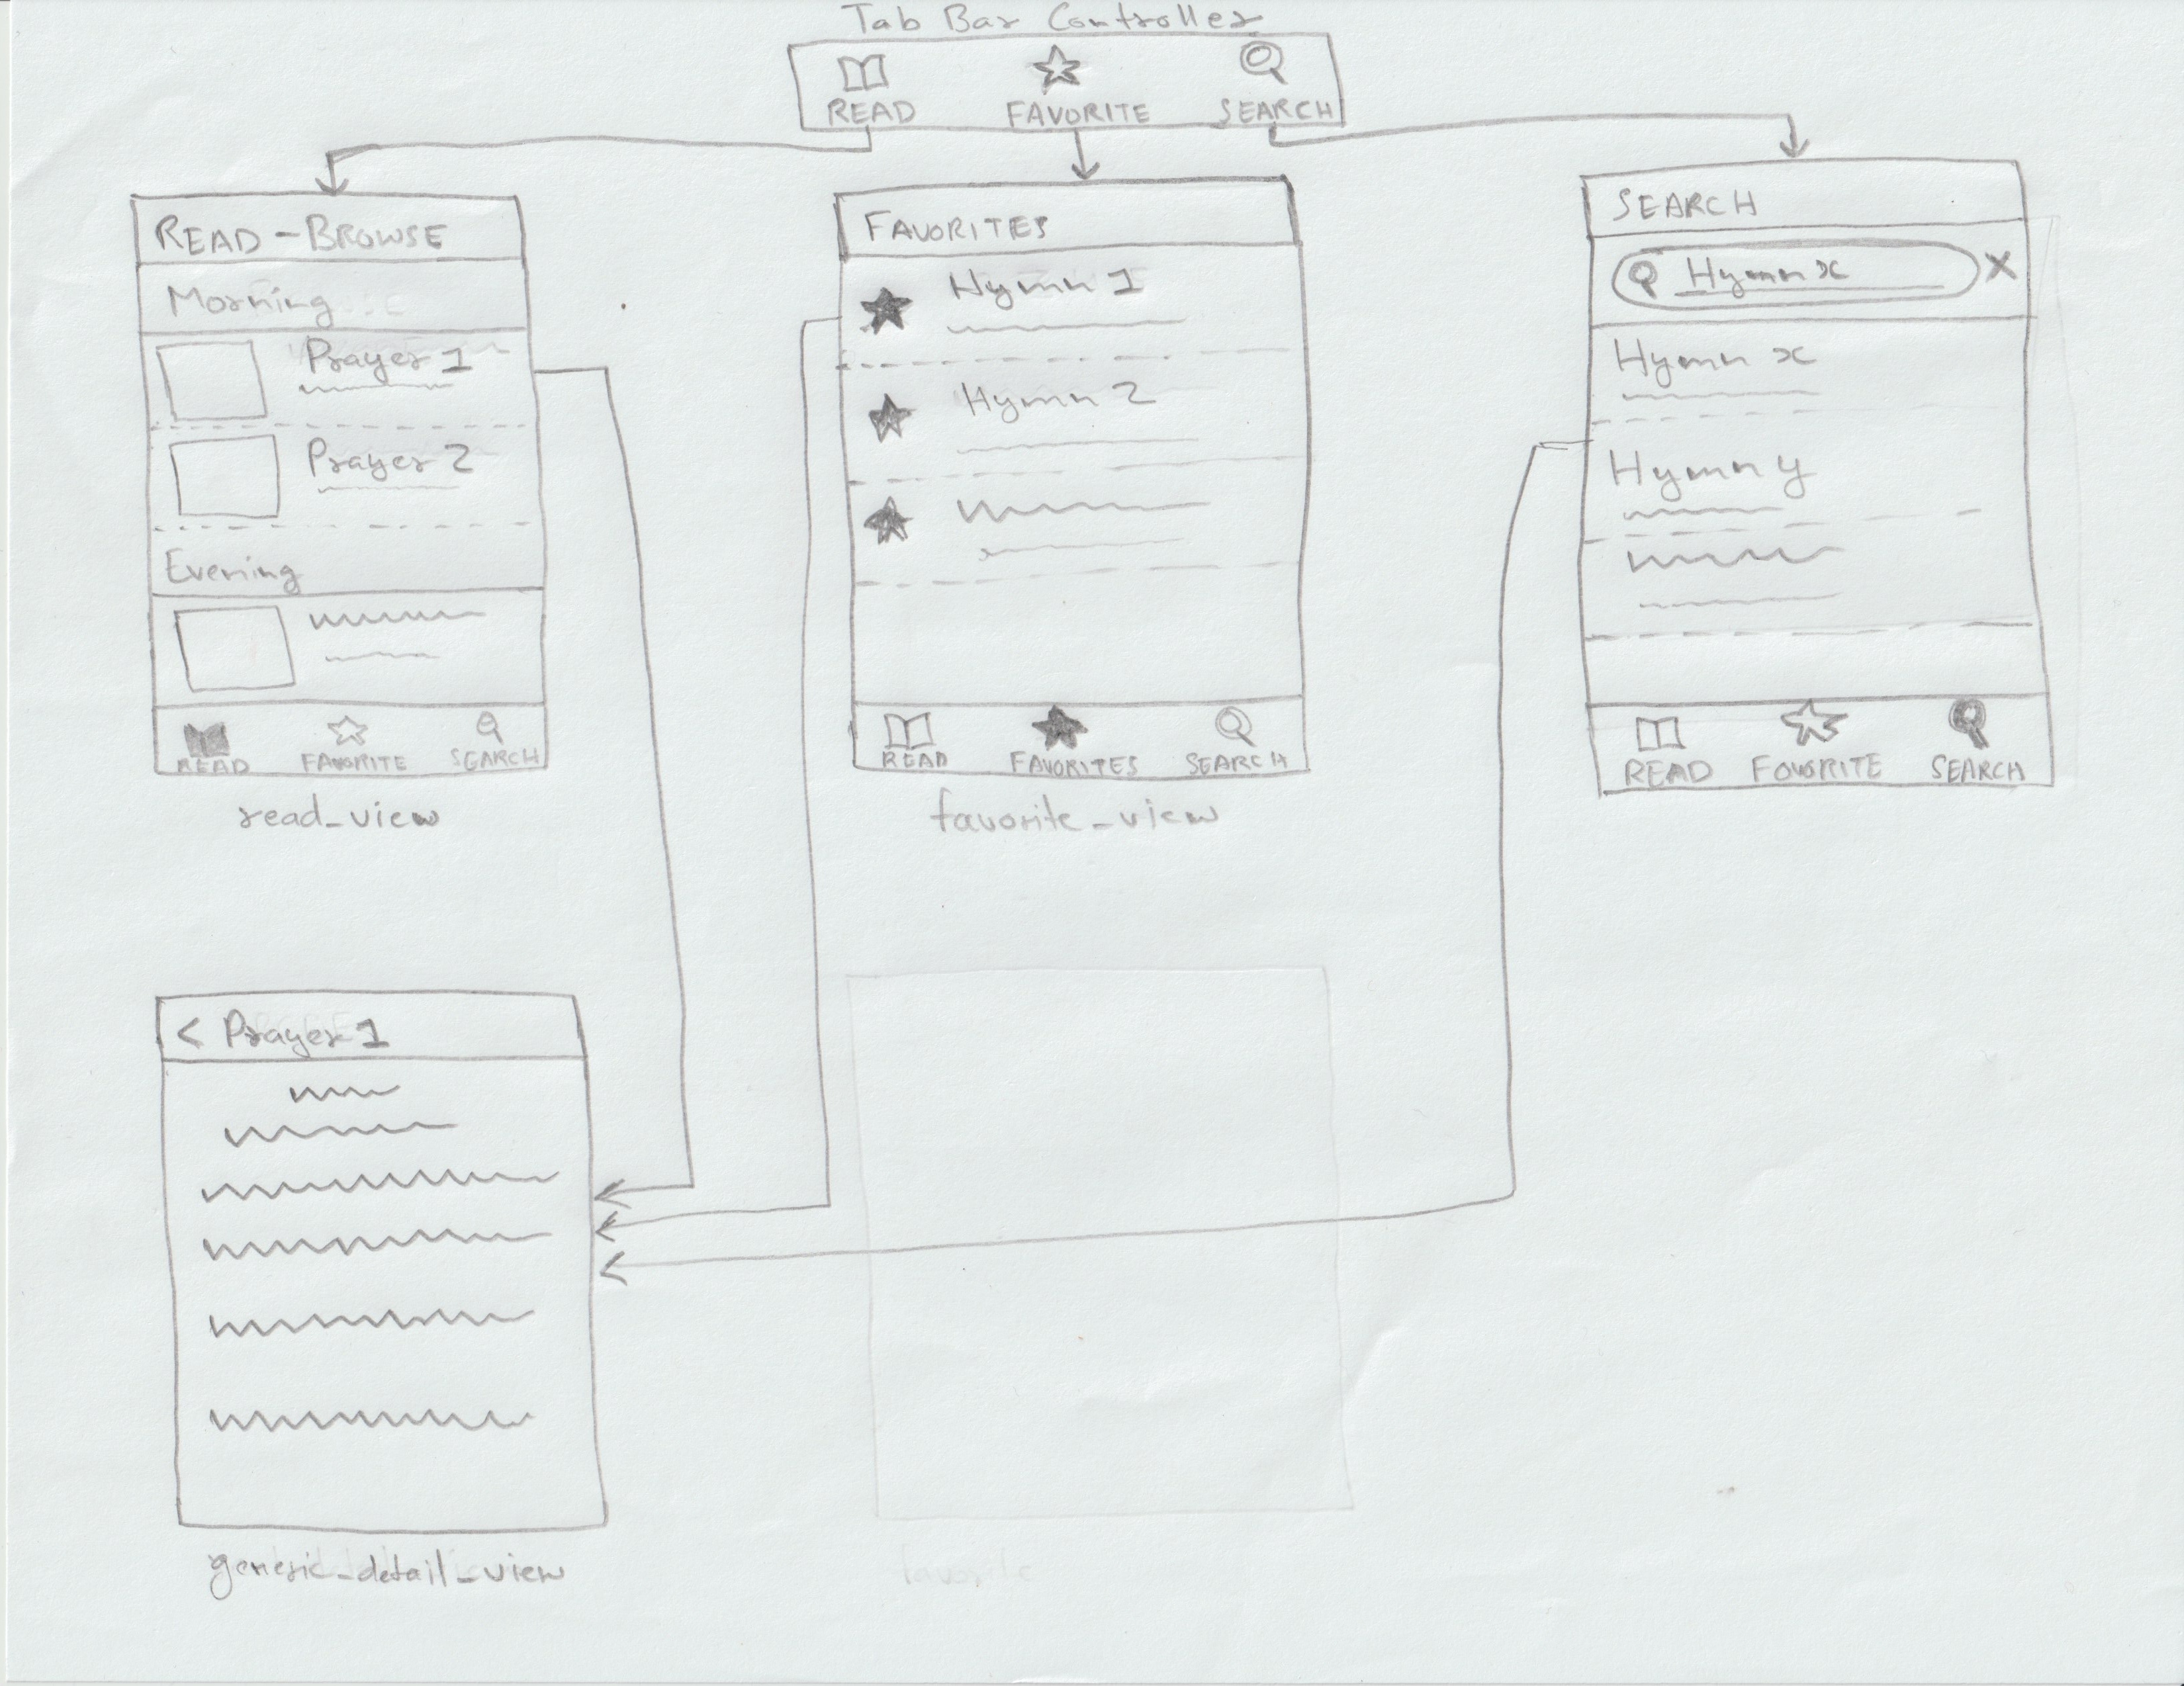 Tab Bar Controller
READ FAVORITE SEARCH
READ - BROWSE
Morning
Prayer 1
Prayer 2
Evening
READ FAVORITE SEARCH
read_view
FAVORITES
Hymn 1
Hymn 2
READ FAVORITES SEARCH
favorite_view
SEARCH
Hymn x X
Hymn x
Hymn y
READ FOVORITE SEARCH
< Prayer 1
generic_detail_view
favorite